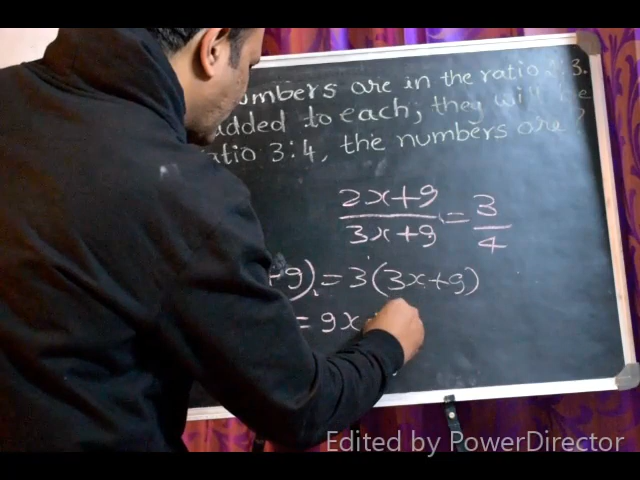 umbers are in the ratio 2:3.
added to each, they will be
atio 3:4, the numbers are?
2x+9
3x+9
=
3
4
+9) = 3(3x+9)
= 9x
Edited by PowerDirector